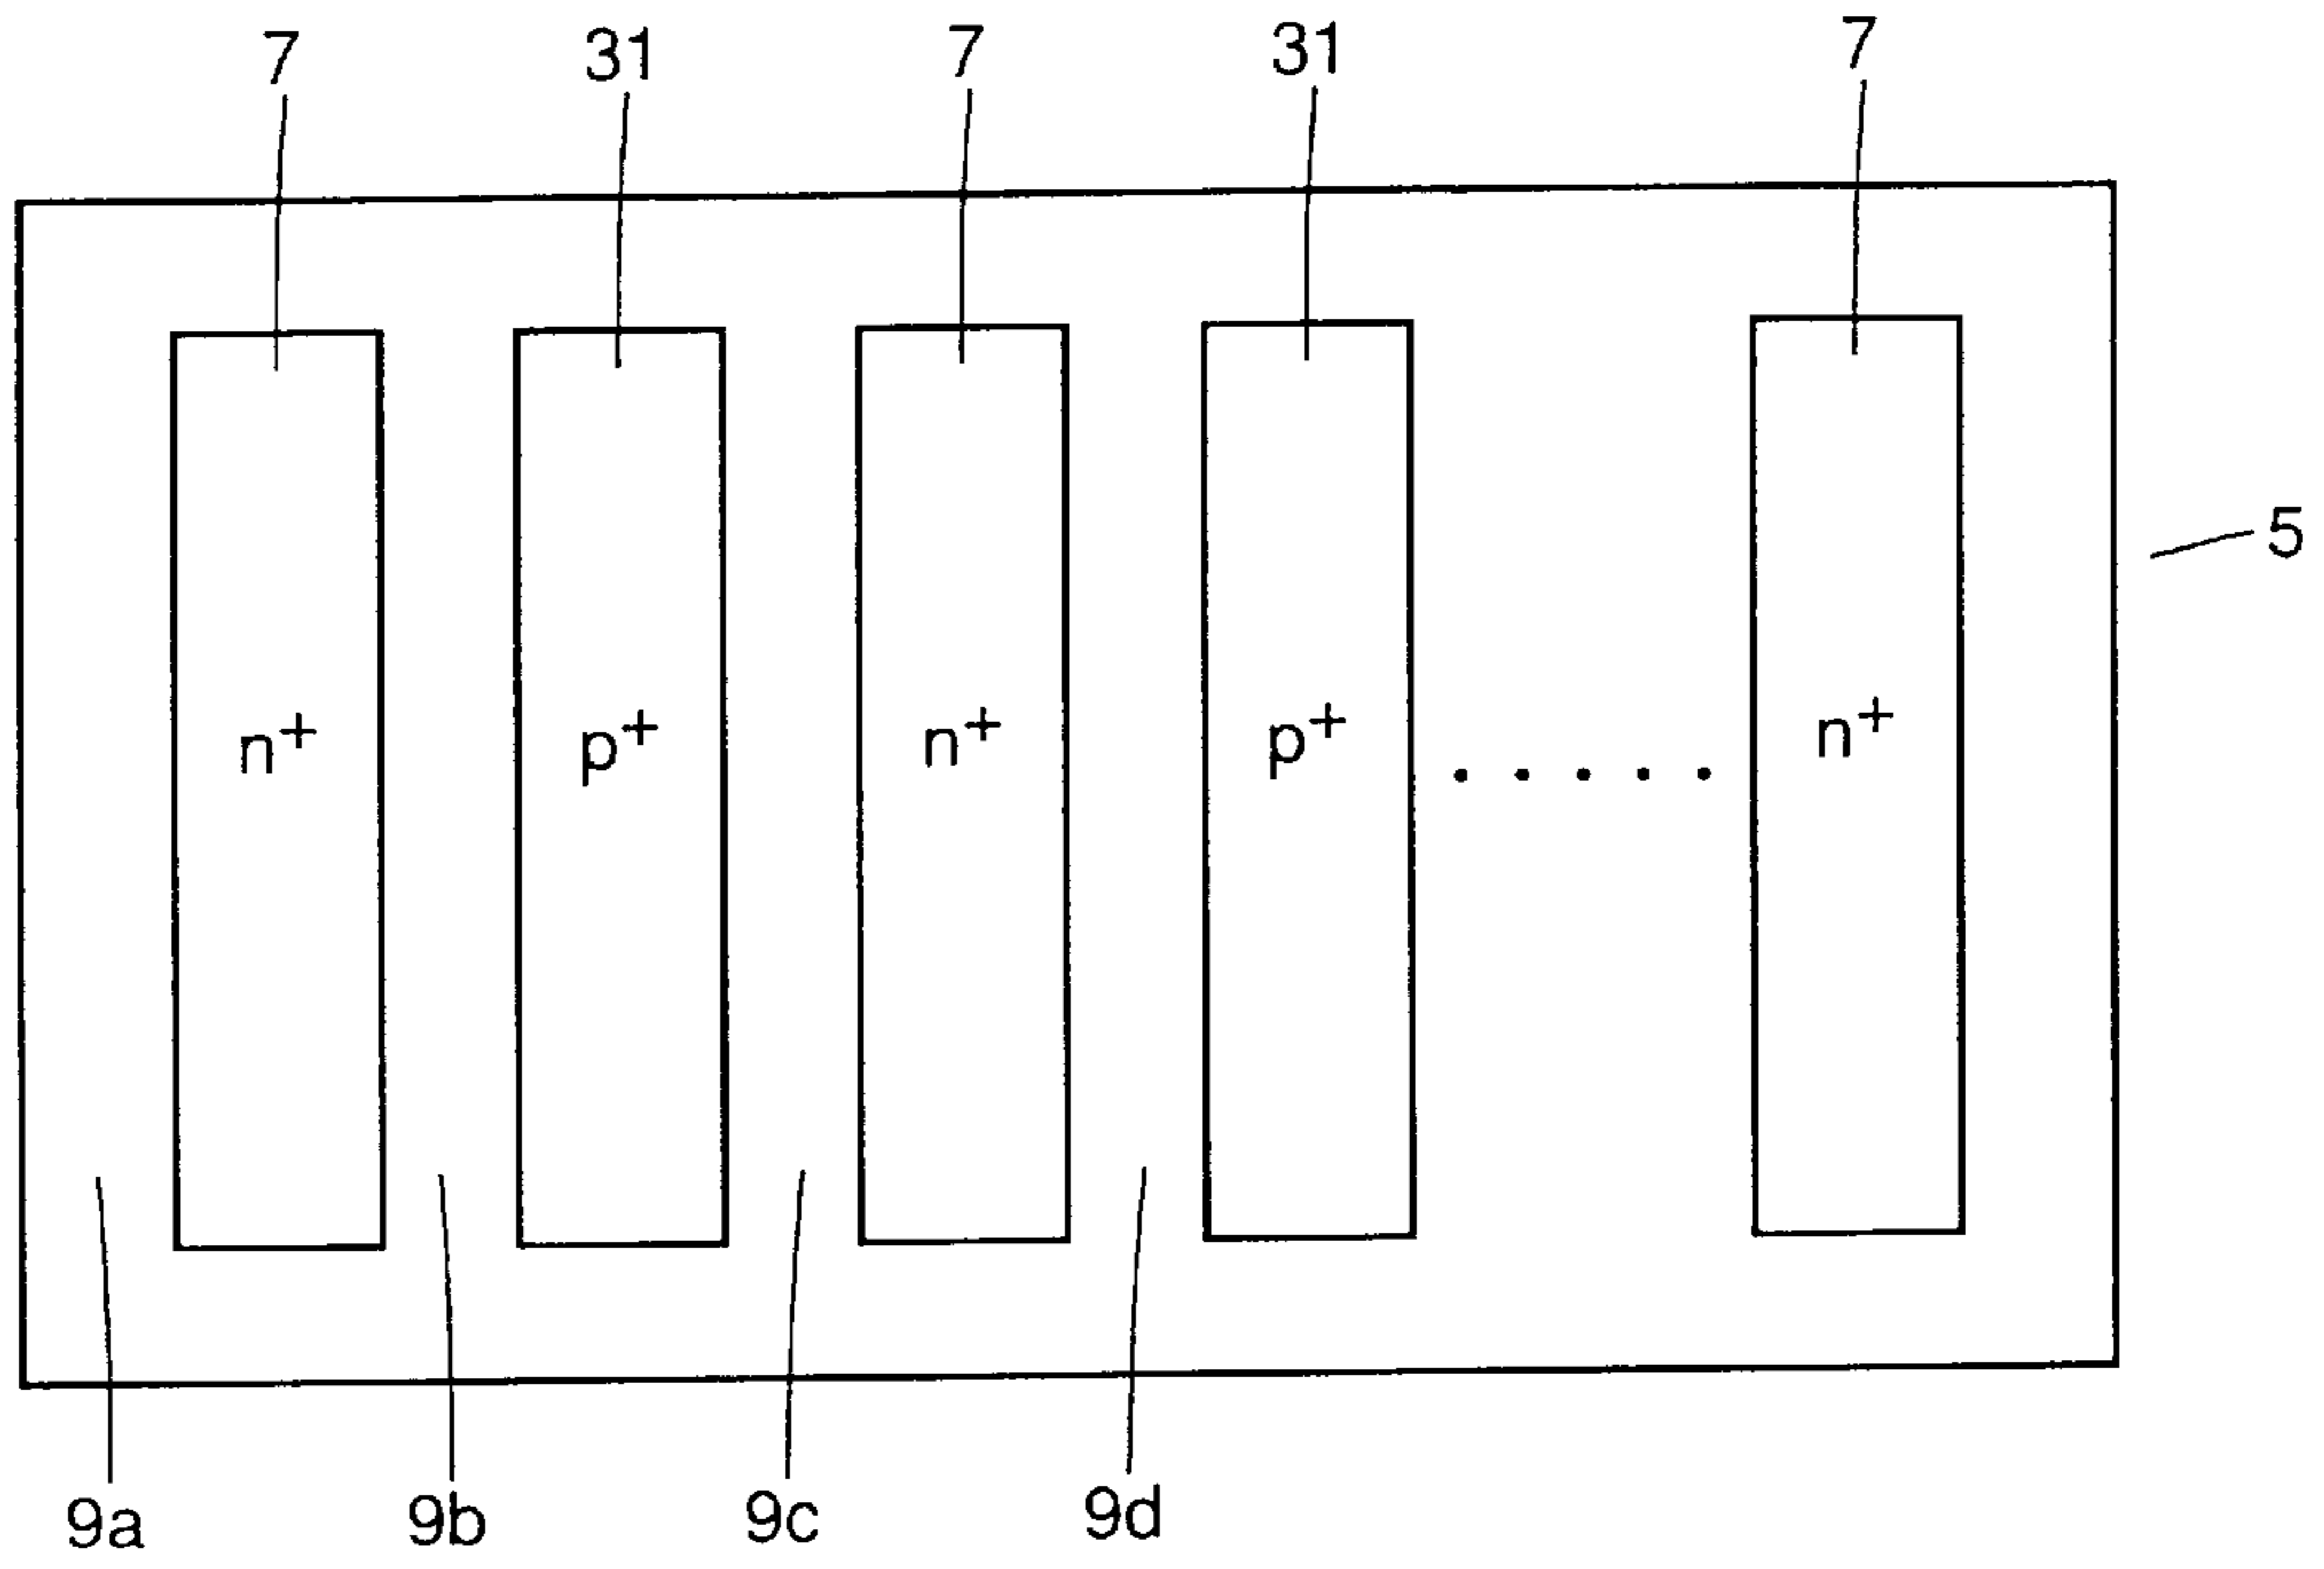 7 31 7 31 7
5
n+ p+ n+ p+ ..... n+
9a 9b 9c 9d